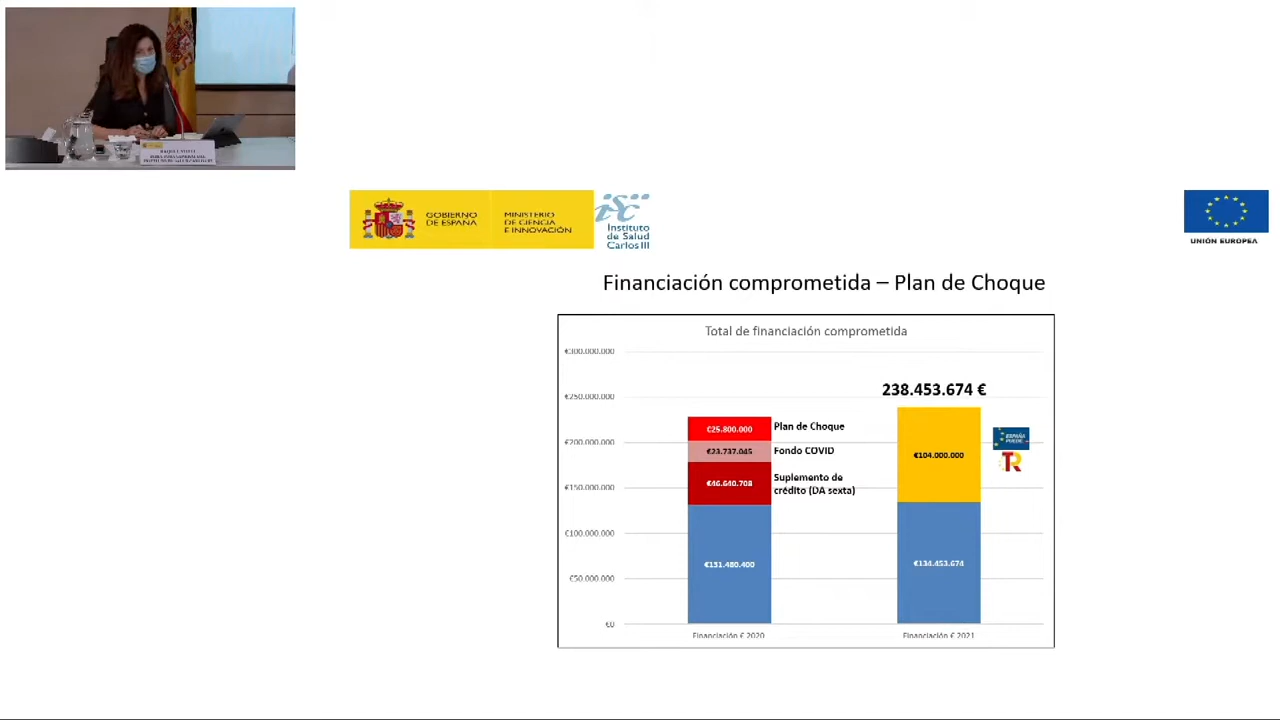 GOBIERNO
DE ESPAÑA
MINISTERIO
DE CIENCIA
E INNOVACIÓN
isc
Instituto
de Salud
Carlos III
UNIÓN EUROPEA
Financiación comprometida – Plan de Choque
Total de financiación comprometida
€300.000.000
€250.000.000
€200.000.000
€150.000.000
€100.000.000
€50.000.000
€0
238.453.674 €
€25.800.000
Plan de Choque
€23.737.045
Fondo COVID
€46.640.708
Suplemento de
crédito (DA sexta)
€131.480.400
€104.000.000
€134.453.674
ESPAÑA
PUEDE
TR
Financiación € 2020
Financiación € 2021